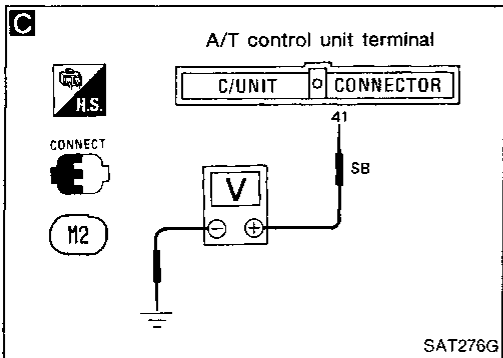 C
A/T control unit terminal
C/UNIT CONNECTOR
H.S.
41
CONNECT
SB
V
M2
− +
SAT276G